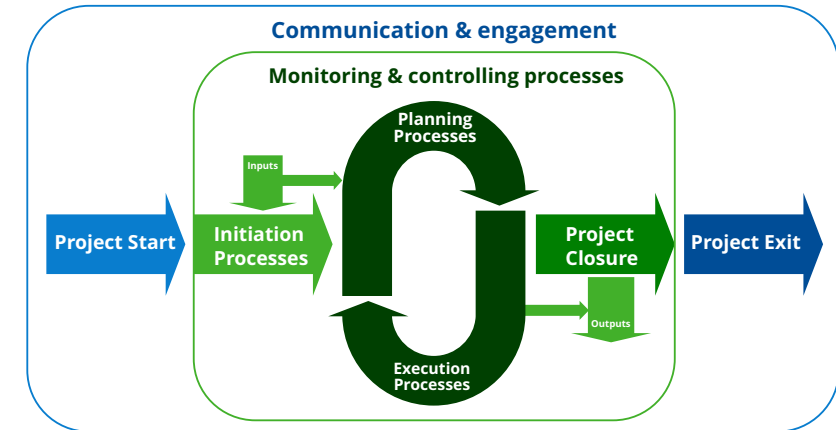 Communication & engagement
Monitoring & controlling processes
Planning
Processes
Inputs
Project Start
Initiation
Processes
Project
Closure
Project Exit
Outputs
Execution
Processes